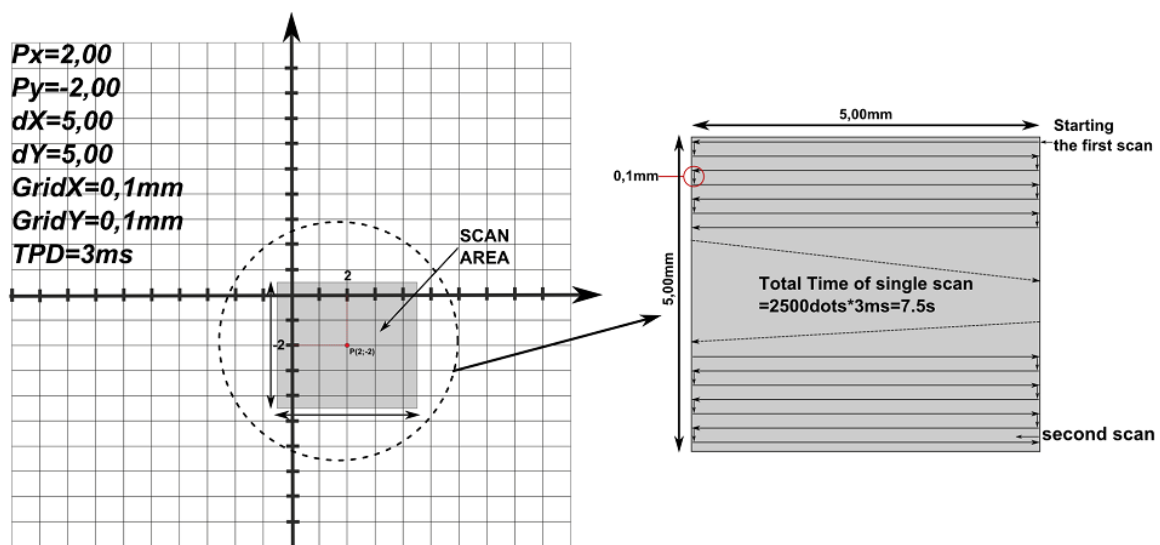 Px=2,00
Py=-2,00
dX=5,00
dY=5,00
GridX=0,1mm
GridY=0,1mm
TPD=3ms
SCAN
AREA
2
-2
P(2;-2)
5,00mm
Starting
the first scan
0,1mm
5,00mm
Total Time of single scan
=2500dots*3ms=7.5s
second scan